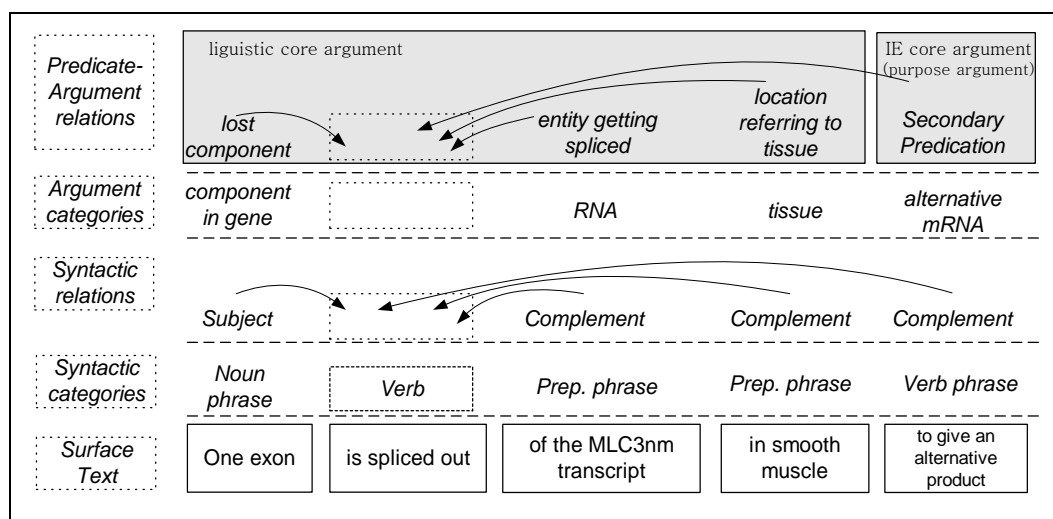 liguistic core argument
IE core argument
(purpose argument)
Predicate-
Argument
relations
lost
component
entity getting
spliced
location
referring to
tissue
Secondary
Predication
Argument
categories
component
in gene
RNA
tissue
alternative
mRNA
Syntactic
relations
Subject
Complement
Complement
Complement
Syntactic
categories
Noun
phrase
Verb
Prep. phrase
Prep. phrase
Verb phrase
Surface
Text
One exon
is spliced out
of the MLC3nm
transcript
in smooth
muscle
to give an
alternative
product